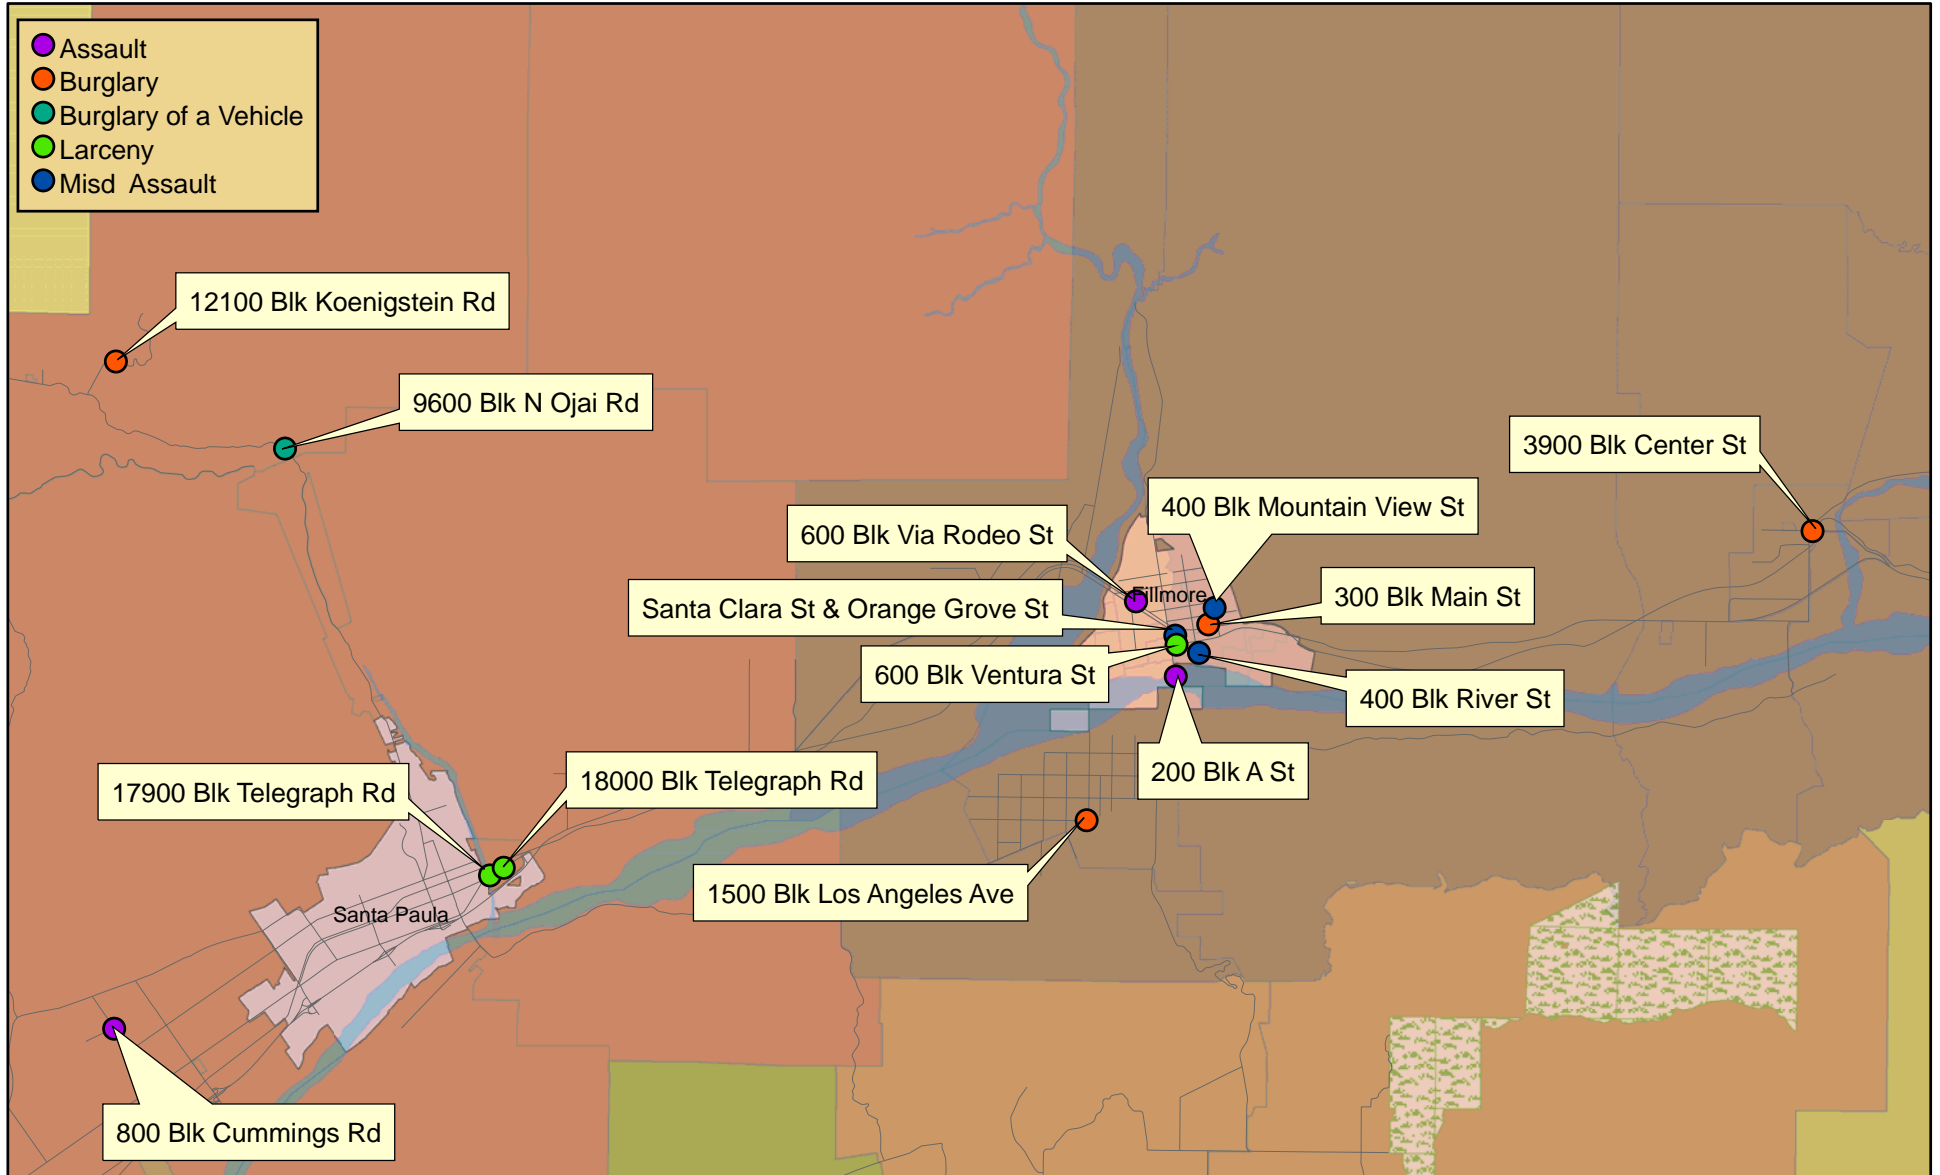 Assault
Burglary
Burglary of a Vehicle
Larceny
Misd  Assault
12100 Blk Koenigstein Rd
9600 Blk N Ojai Rd
3900 Blk Center St
400 Blk Mountain View St
600 Blk Via Rodeo St
Fillmore
300 Blk Main St
Santa Clara St & Orange Grove St
600 Blk Ventura St
400 Blk River St
200 Blk A St
18000 Blk Telegraph Rd
17900 Blk Telegraph Rd
1500 Blk Los Angeles Ave
Santa Paula
800 Blk Cummings Rd